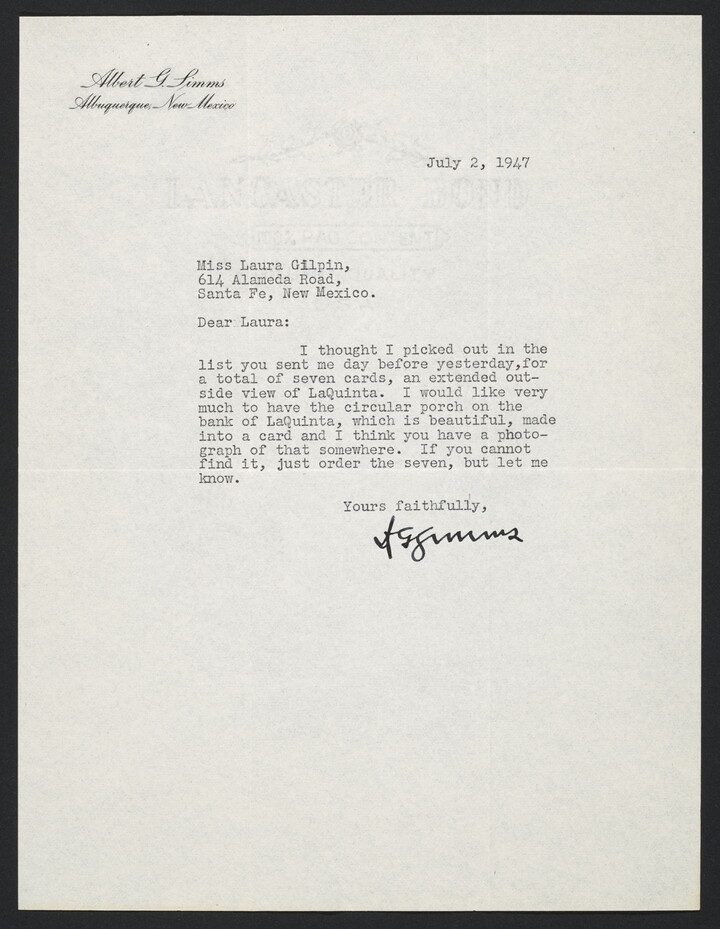 Albert G. Simms
Albuquerque, New Mexico
July 2, 1947
Miss Laura Gilpin,
614 Alameda Road,
Santa Fe, New Mexico.
Dear Laura:
I thought I picked out in the
list you sent me day before yesterday,for
a total of seven cards, an extended out-
side view of LaQuinta.  I would like very
much to have the circular porch on the
bank of LaQuinta, which is beautiful, made
into a card and I think you have a photo-
graph of that somewhere.  If you cannot
find it, just order the seven, but let me
know.
Yours faithfully,
AGSimms